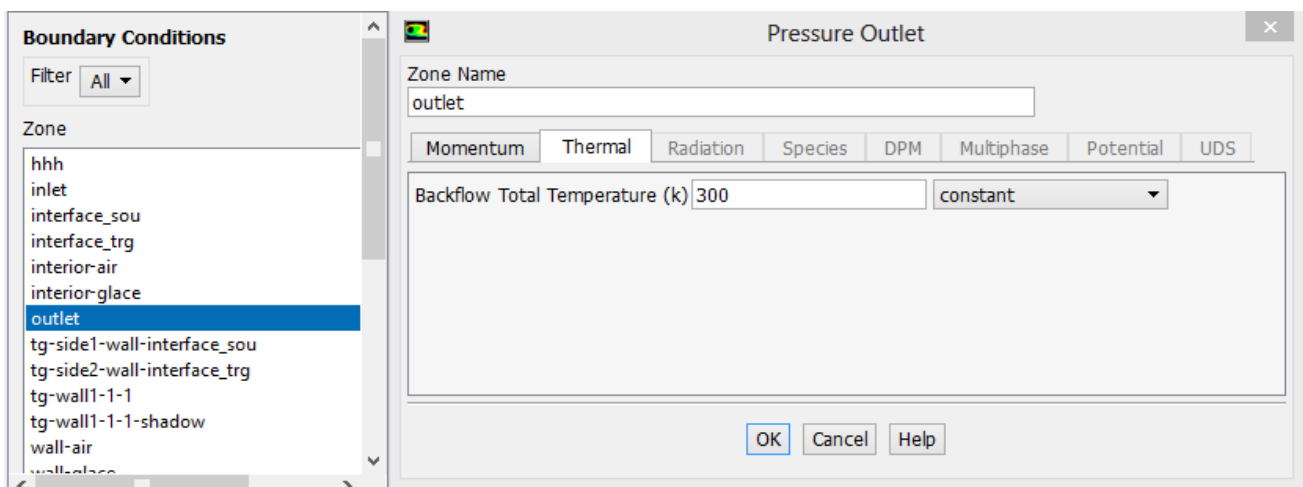 Boundary Conditions
Filter All
Zone
hhh
inlet
interface_sou
interface_trg
interior-air
interior-glace
outlet
tg-side1-wall-interface_sou
tg-side2-wall-interface_trg
tg-wall1-1-1
tg-wall1-1-1-shadow
wall-air
wall-glace
Pressure Outlet
Zone Name
outlet
Momentum Thermal Radiation Species DPM Multiphase Potential UDS
Backflow Total Temperature (k) 300 constant
OK Cancel Help